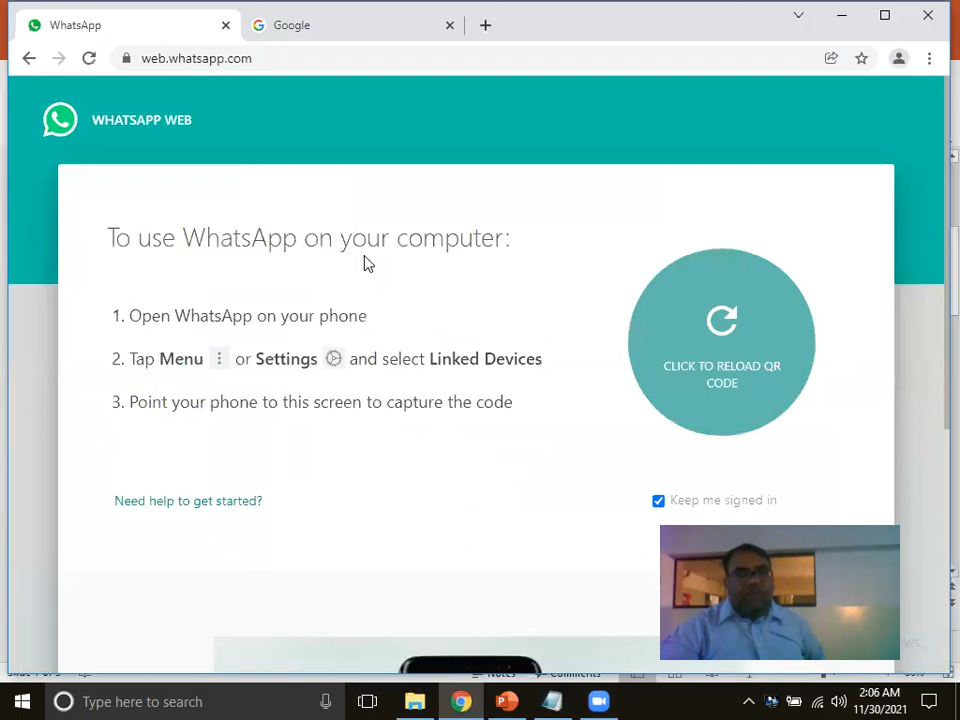 WhatsApp
Google
web.whatsapp.com
WHATSAPP WEB
To use WhatsApp on your computer:
1. Open WhatsApp on your phone
2. Tap Menu or Settings and select Linked Devices
3. Point your phone to this screen to capture the code
CLICK TO RELOAD QR
CODE
Need help to get started?
Keep me signed in
Notes
Comments
Type here to search
2:06 AM
11/30/2021